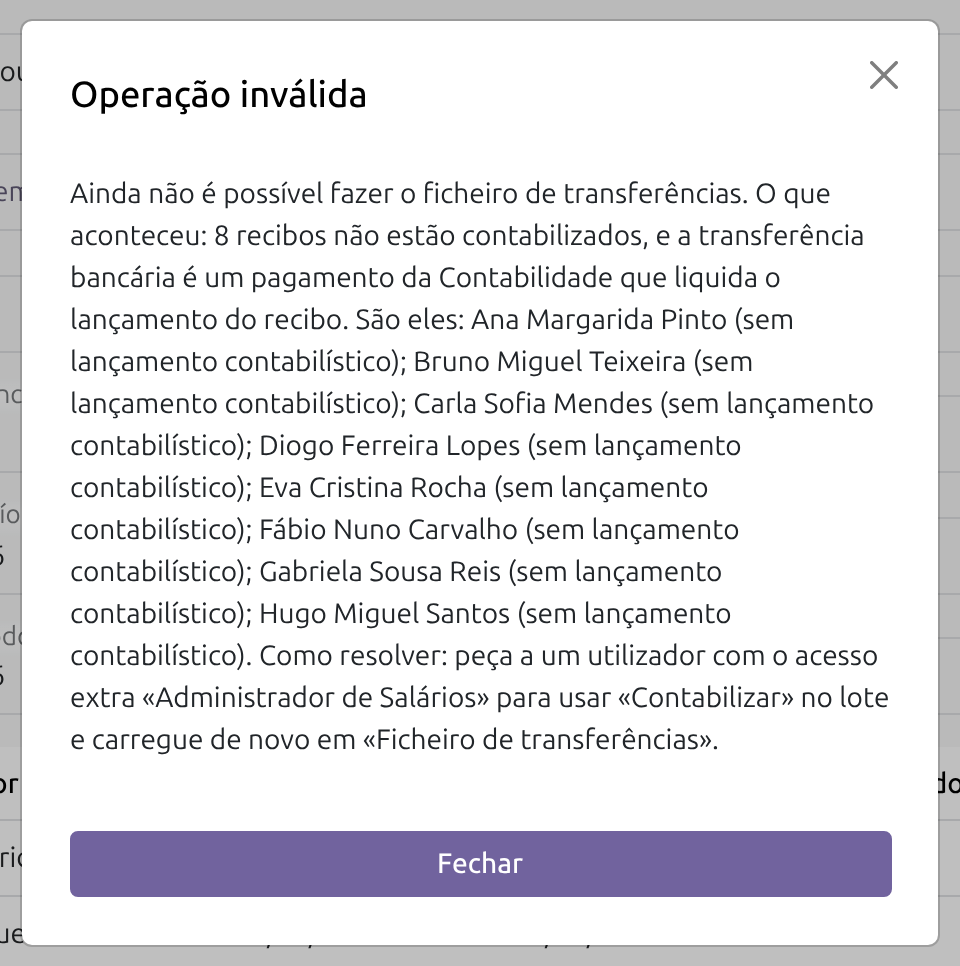 Operação inválida
Ainda não é possível fazer o ficheiro de transferências. O que
aconteceu: 8 recibos não estão contabilizados, e a transferência
bancária é um pagamento da Contabilidade que liquida o
lançamento do recibo. São eles: Ana Margarida Pinto (sem
lançamento contabilístico); Bruno Miguel Teixeira (sem
lançamento contabilístico); Carla Sofia Mendes (sem lançamento
contabilístico); Diogo Ferreira Lopes (sem lançamento
contabilístico); Eva Cristina Rocha (sem lançamento
contabilístico); Fábio Nuno Carvalho (sem lançamento
contabilístico); Gabriela Sousa Reis (sem lançamento
contabilístico); Hugo Miguel Santos (sem lançamento
contabilístico). Como resolver: peça a um utilizador com o acesso
extra «Administrador de Salários» para usar «Contabilizar» no lote
e carregue de novo em «Ficheiro de transferências».
Fechar